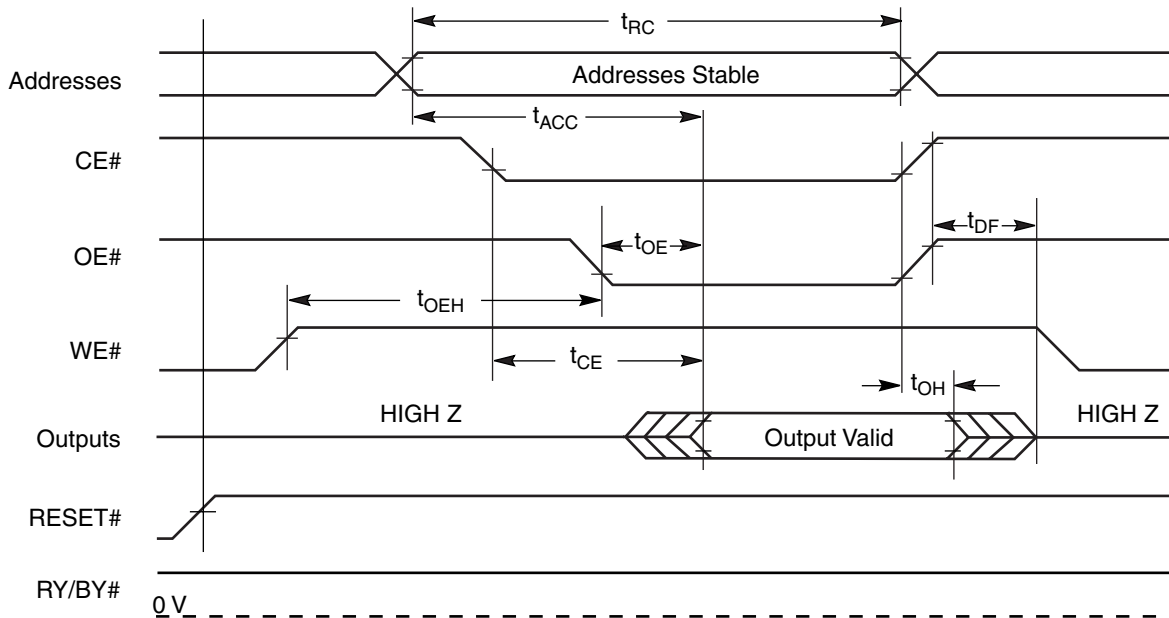 tRC
Addresses
Addresses Stable
tACC
CE#
tDF
OE#
tOE
tOEH
WE#
tCE
tOH
HIGH Z
HIGH Z
Outputs
Output Valid
RESET#
RY/BY#
0 V